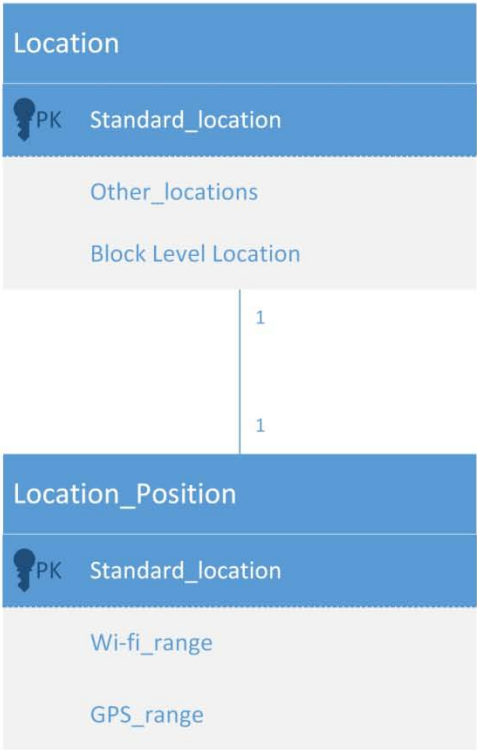 Location
PK Standard_location
Other_locations
Block Level Location
1
1
Location_Position
PK Standard_location
Wi-fi_range
GPS_range